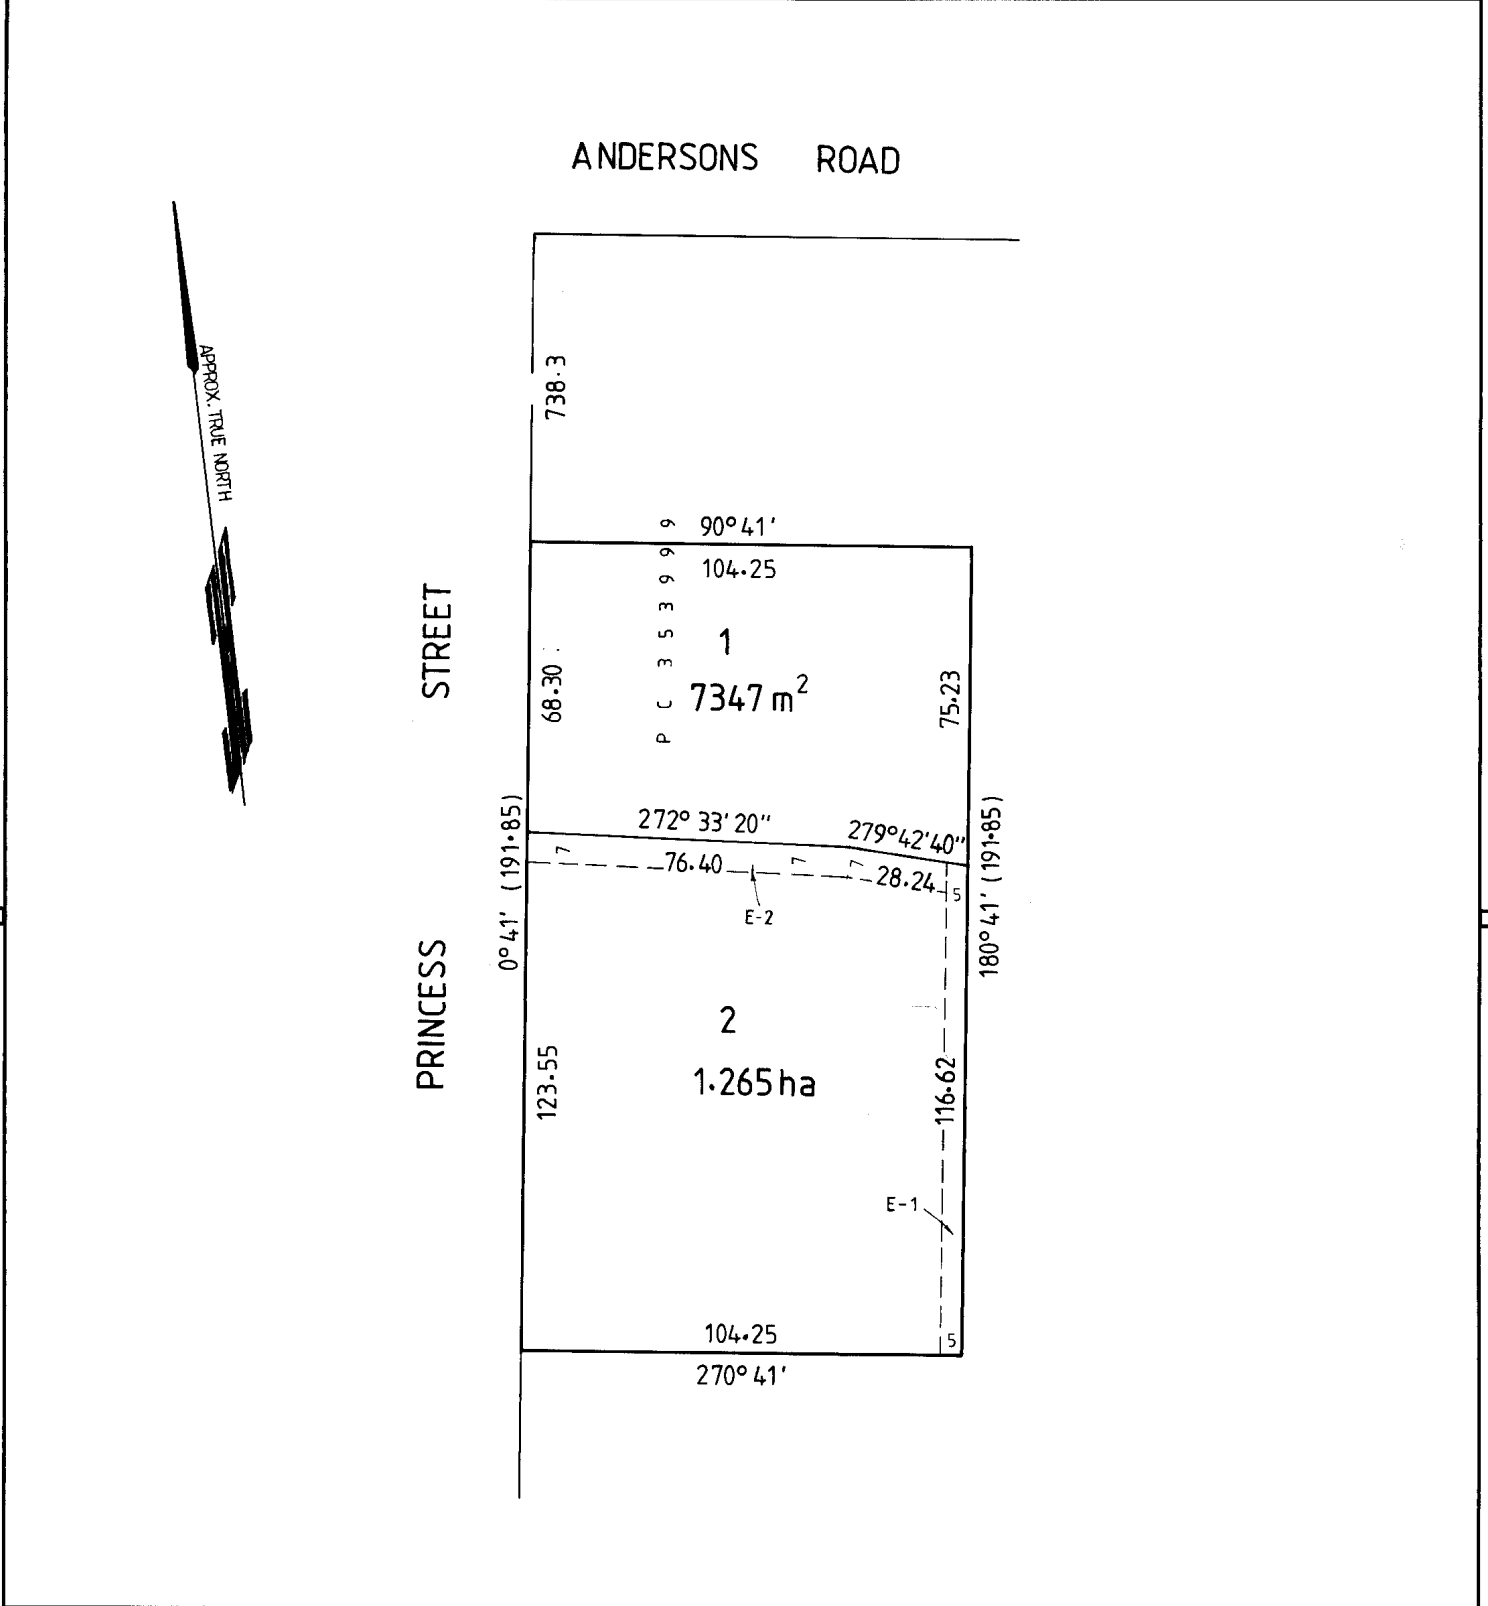 ANDERSONS ROAD
APPROX. TRUE NORTH
738·3
90°41'
104·25
PC353999
1
7347 m²
68·30
75·23
STREET
272° 33' 20"
279°42'40"
0°41' (191·85)
180°41' (191·85)
7
76·40
7
7
28·24
5
E-2
PRINCESS
2
1·265ha
123·55
116·62
E-1
104·25
5
270°41'